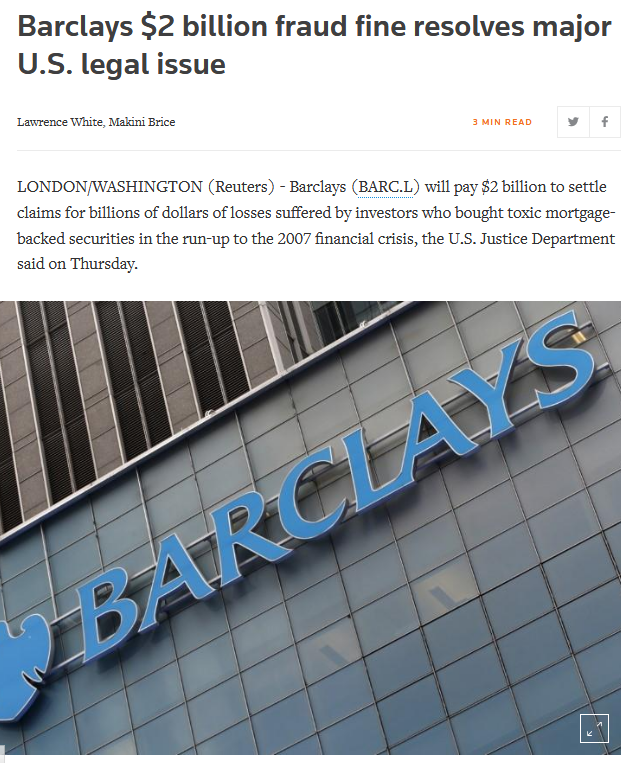 Barclays $2 billion fraud fine resolves major
U.S. legal issue
Lawrence White, Makini Brice
3 MIN READ
LONDON/WASHINGTON (Reuters) - Barclays (BARC.L) will pay $2 billion to settle
claims for billions of dollars of losses suffered by investors who bought toxic mortgage-
backed securities in the run-up to the 2007 financial crisis, the U.S. Justice Department
said on Thursday.
BARCLAYS